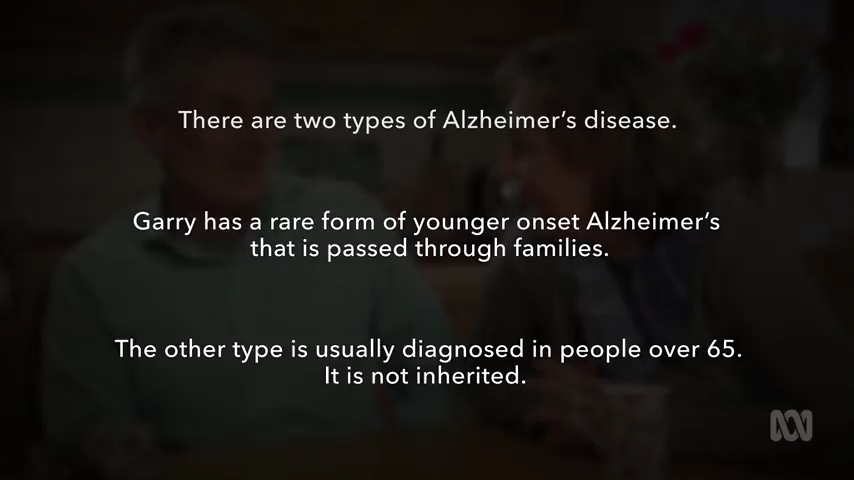 There are two types of Alzheimer's disease.
Garry has a rare form of younger onset Alzheimer's
that is passed through families.
The other type is usually diagnosed in people over 65.
It is not inherited.